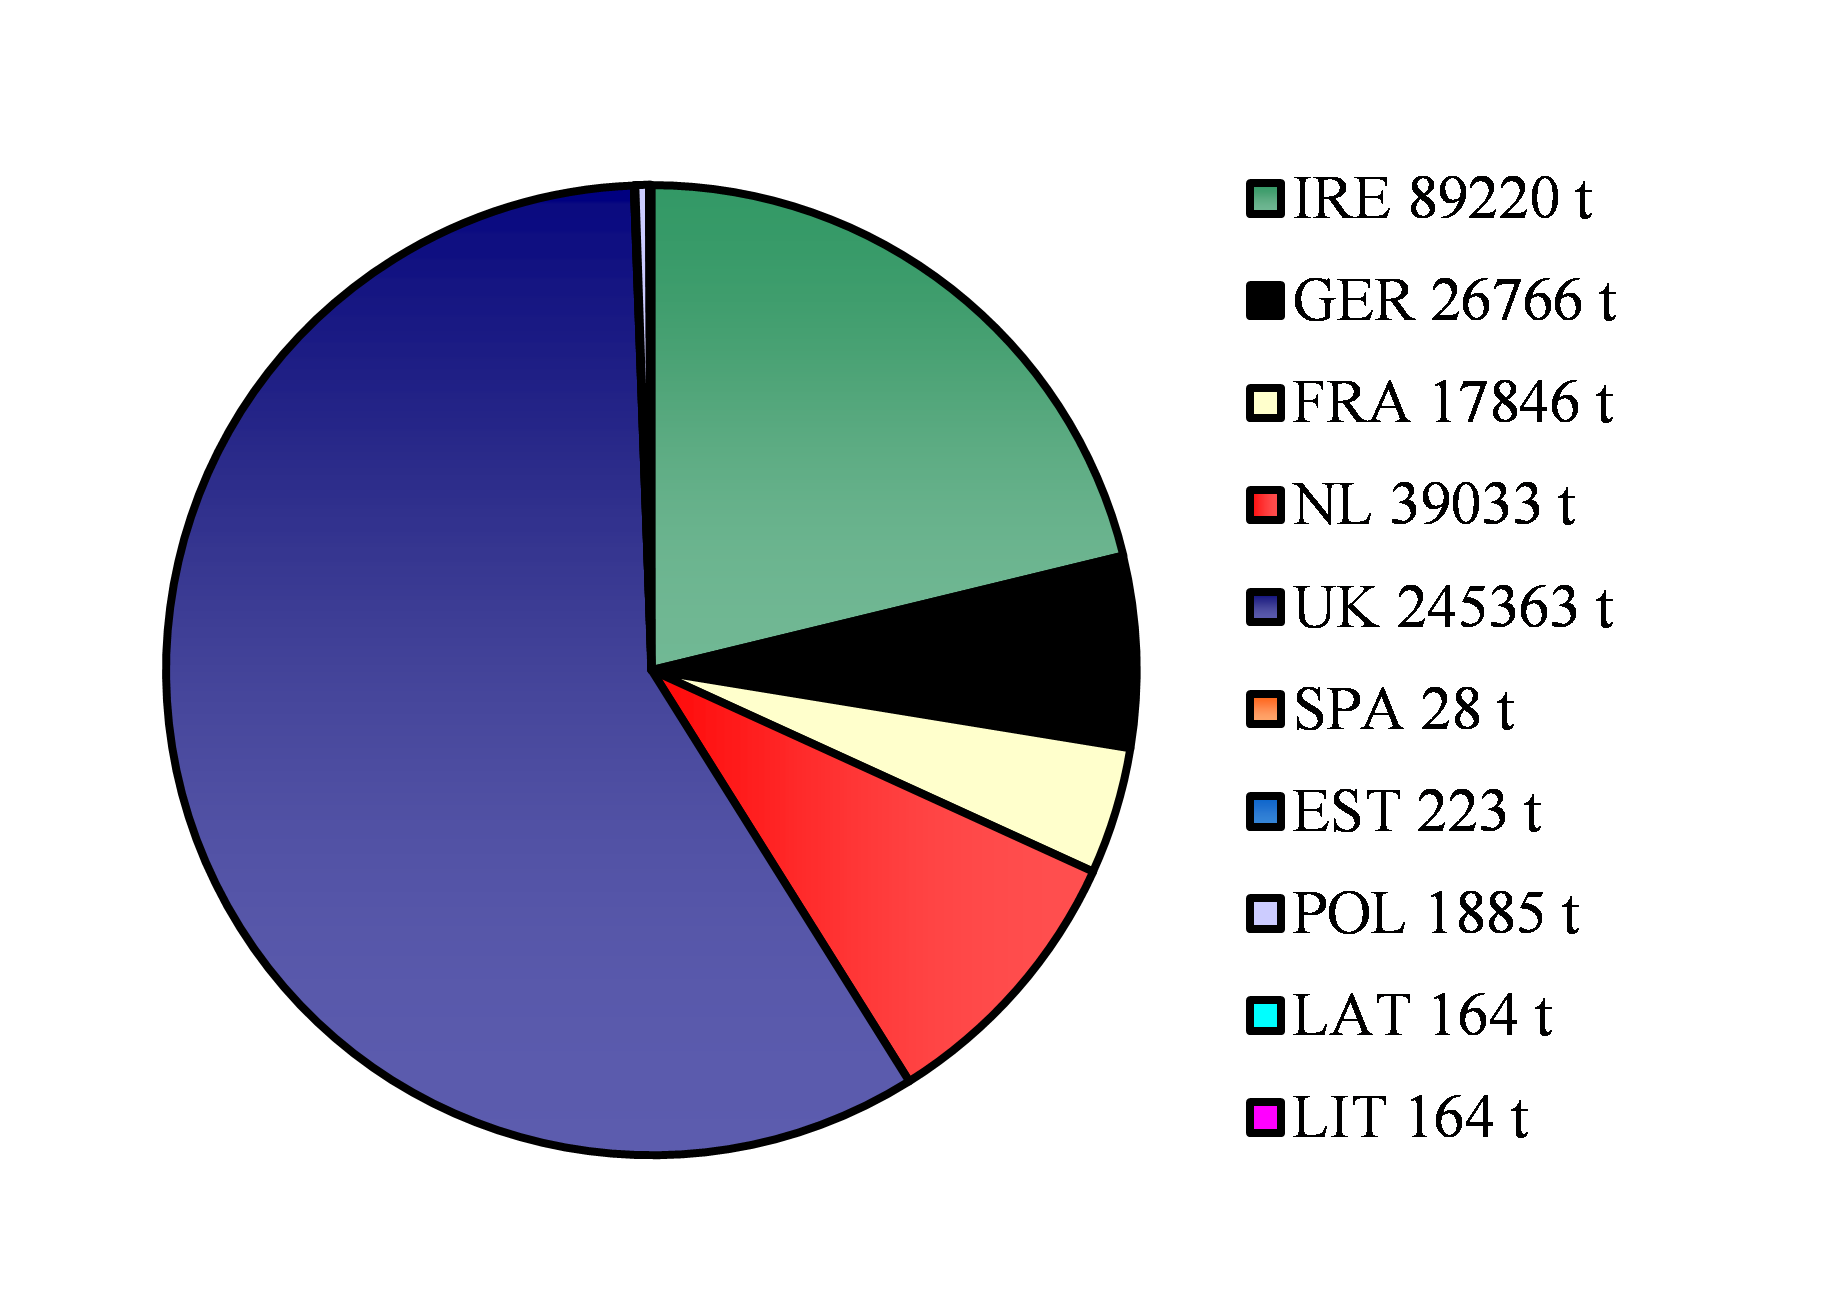 IRE 89220 t
GER 26766 t
FRA 17846 t
NL 39033 t
UK 245363 t
SPA 28 t
EST 223 t
POL 1885 t
LAT 164 t
LIT 164 t